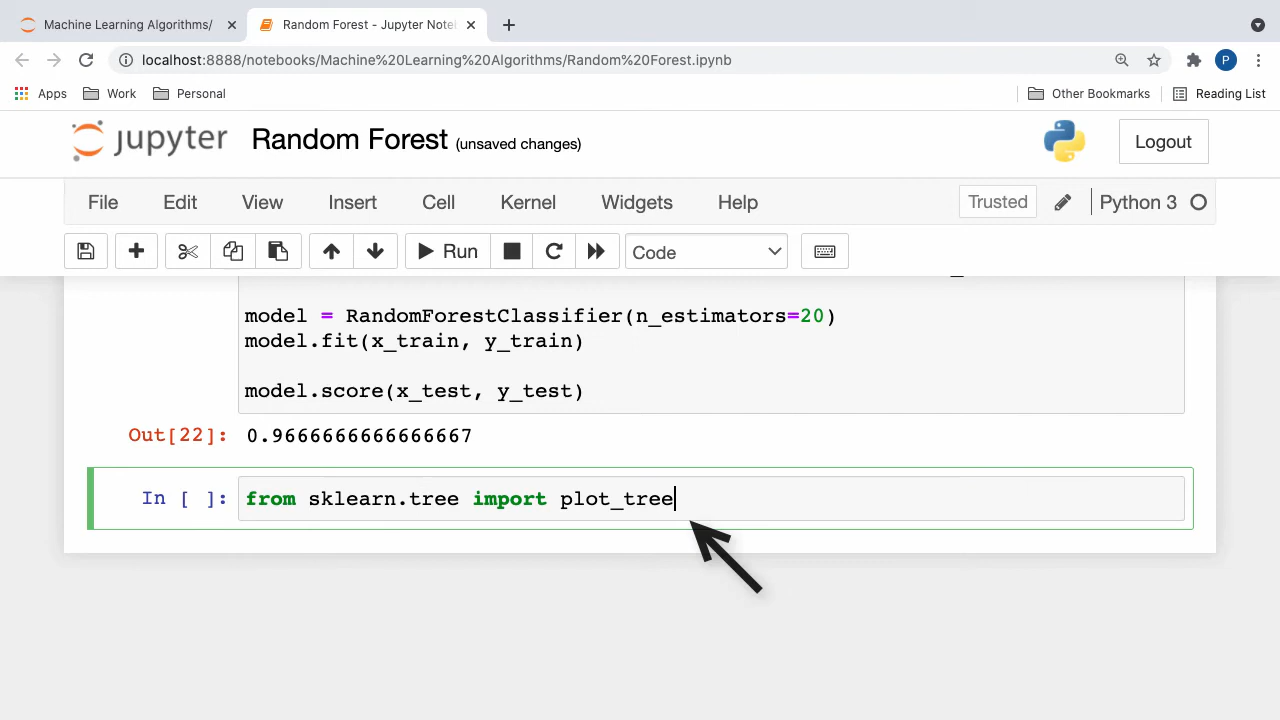 Machine Learning Algorithms/
Random Forest - Jupyter Note
localhost:8888/notebooks/Machine%20Learning%20Algorithms/Random%20Forest.ipynb
P
Apps Work Personal Other Bookmarks Reading List
jupyter Random Forest (unsaved changes) Logout
File Edit View Insert Cell Kernel Widgets Help Trusted Python 3
Run Code
model = RandomForestClassifier(n_estimators=20)
model.fit(x_train, y_train)
model.score(x_test, y_test)
Out[22]: 0.9666666666666667
In [ ]: from sklearn.tree import plot_tree